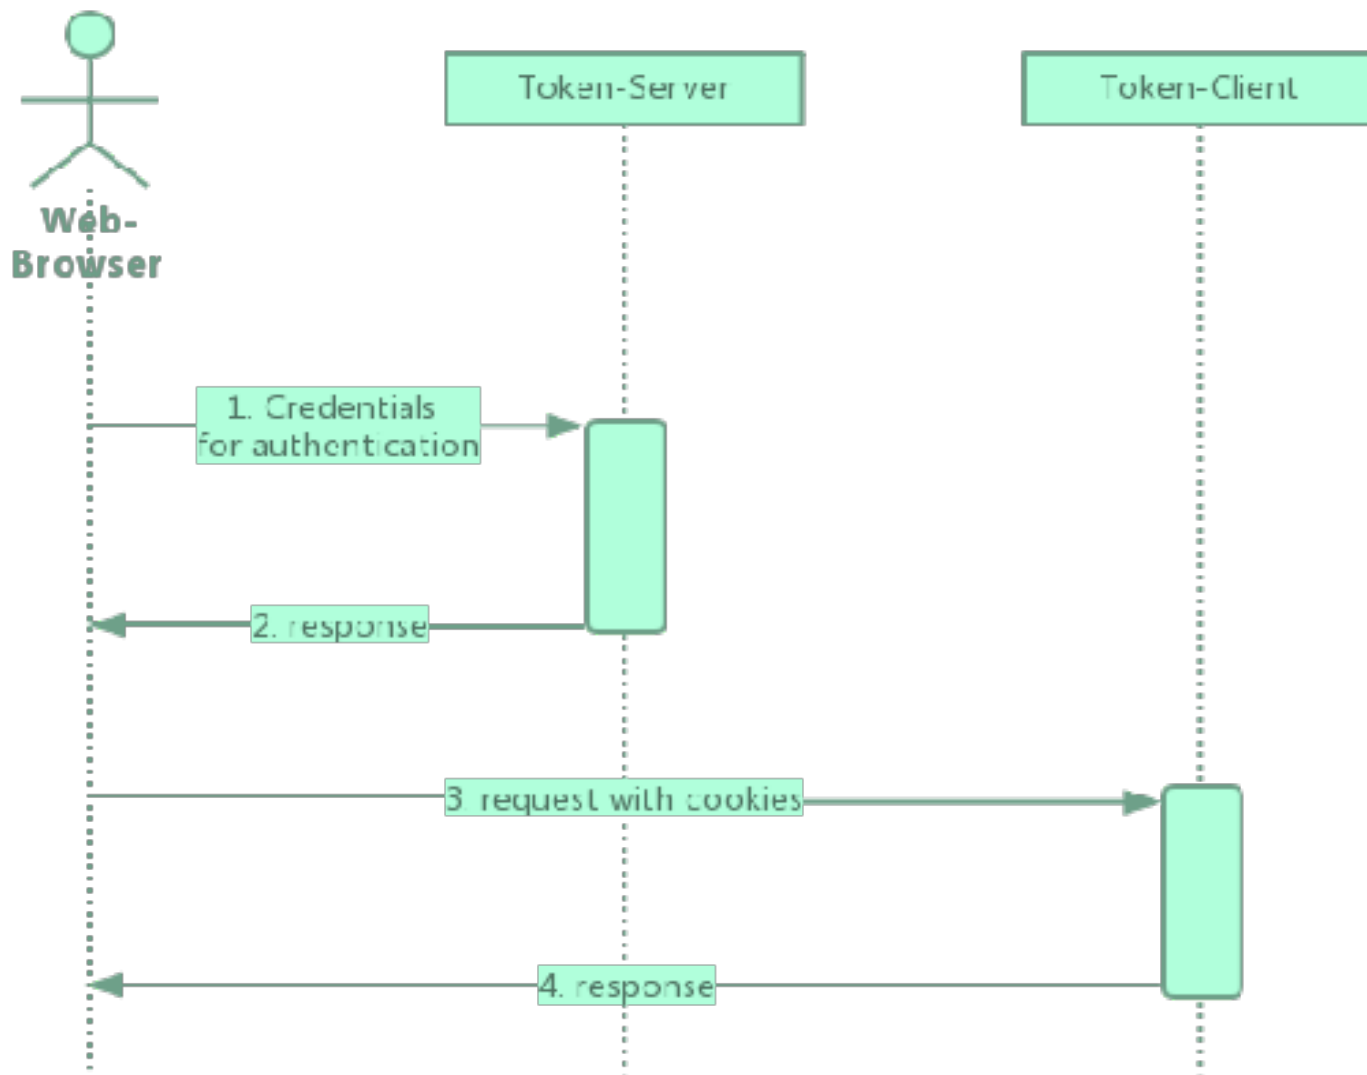 Token-Server
Token-Client
Web-
Browser
1. Credentials
for authentication
2. response
3. request with cookies
4. response